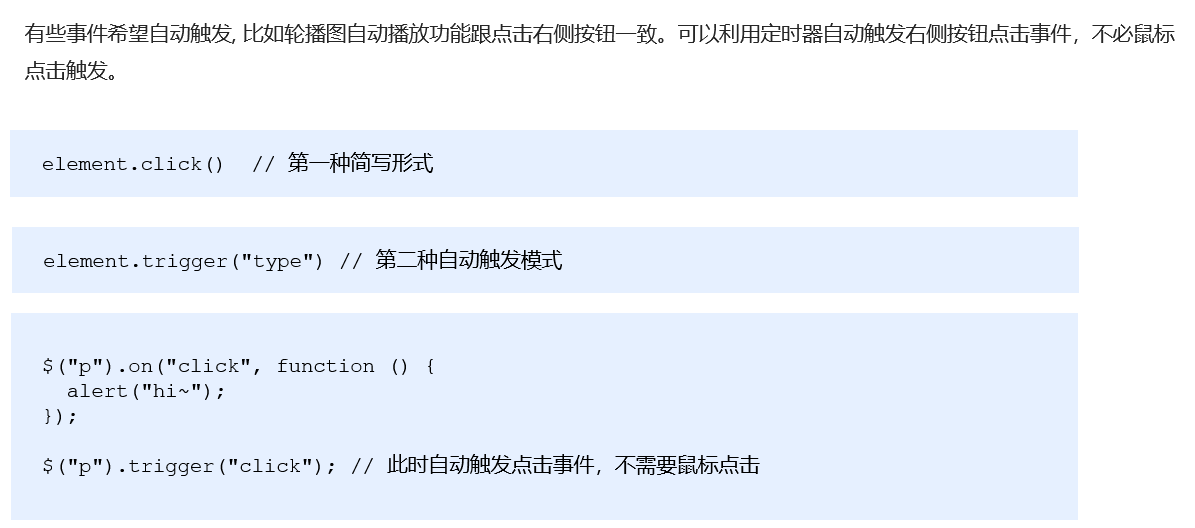 有些事件希望自动触发, 比如轮播图自动播放功能跟点击右侧按钮一致。可以利用定时器自动触发右侧按钮点击事件，不必鼠标
点击触发。
element.click()  // 第一种简写形式
element.trigger("type") // 第二种自动触发模式
$("p").on("click", function () {
  alert("hi~");
});
$("p").trigger("click"); // 此时自动触发点击事件，不需要鼠标点击